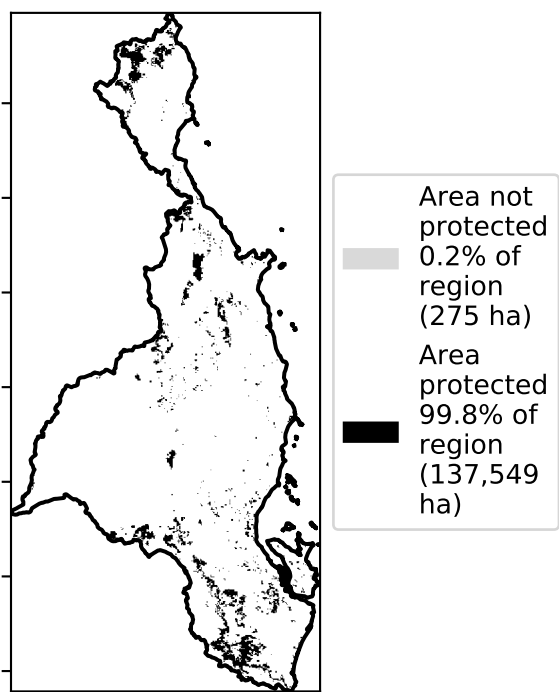 Area not
protected
0.2% of
region
(275 ha)
Area
protected
99.8% of
region
(137,549
ha)